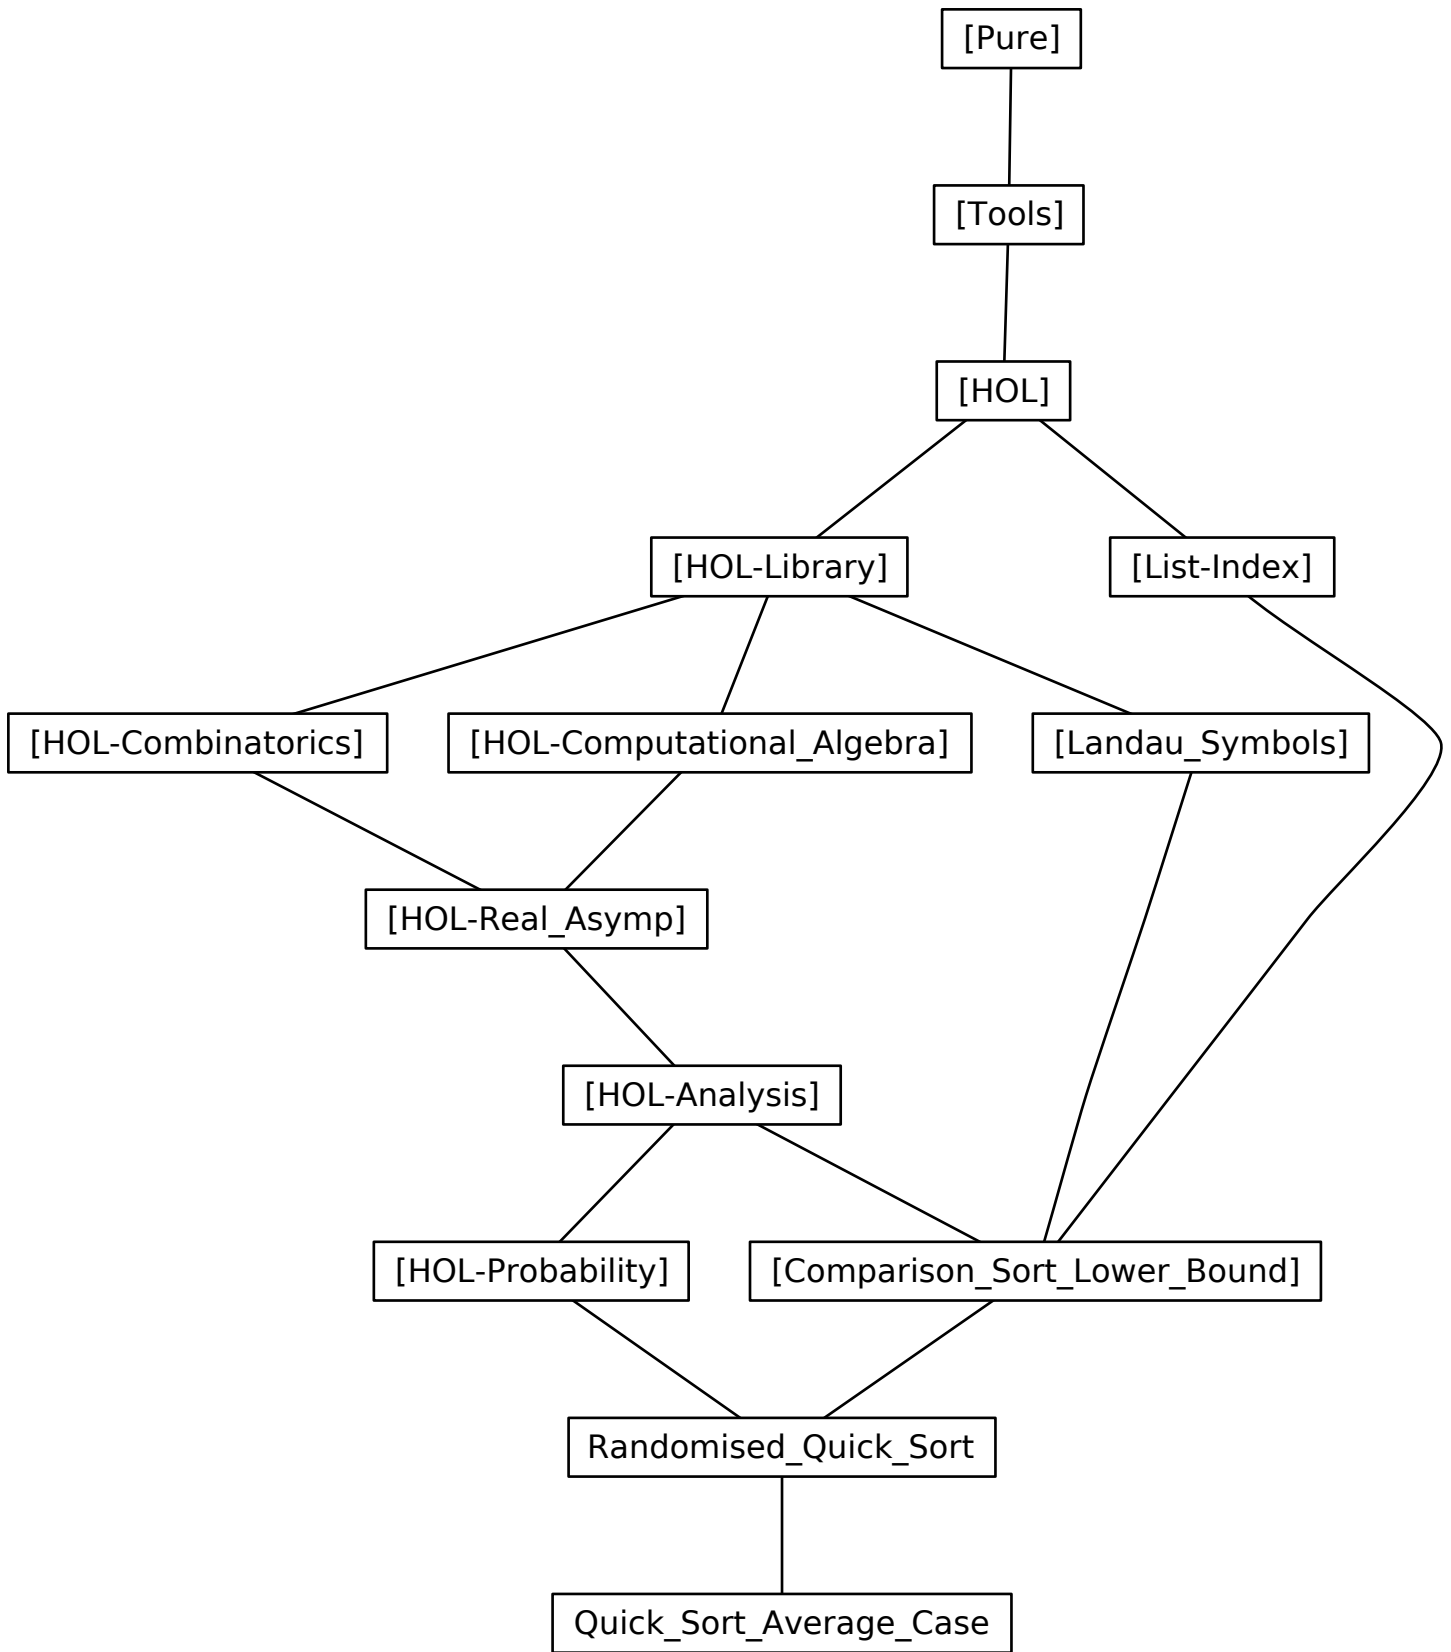 [Pure]
[Tools]
[HOL]
[HOL-Library]
[List-Index]
[HOL-Combinatorics]
[HOL-Computational_Algebra]
[Landau_Symbols]
[HOL-Real_Asymp]
[HOL-Analysis]
[HOL-Probability]
[Comparison_Sort_Lower_Bound]
Randomised_Quick_Sort
Quick_Sort_Average_Case